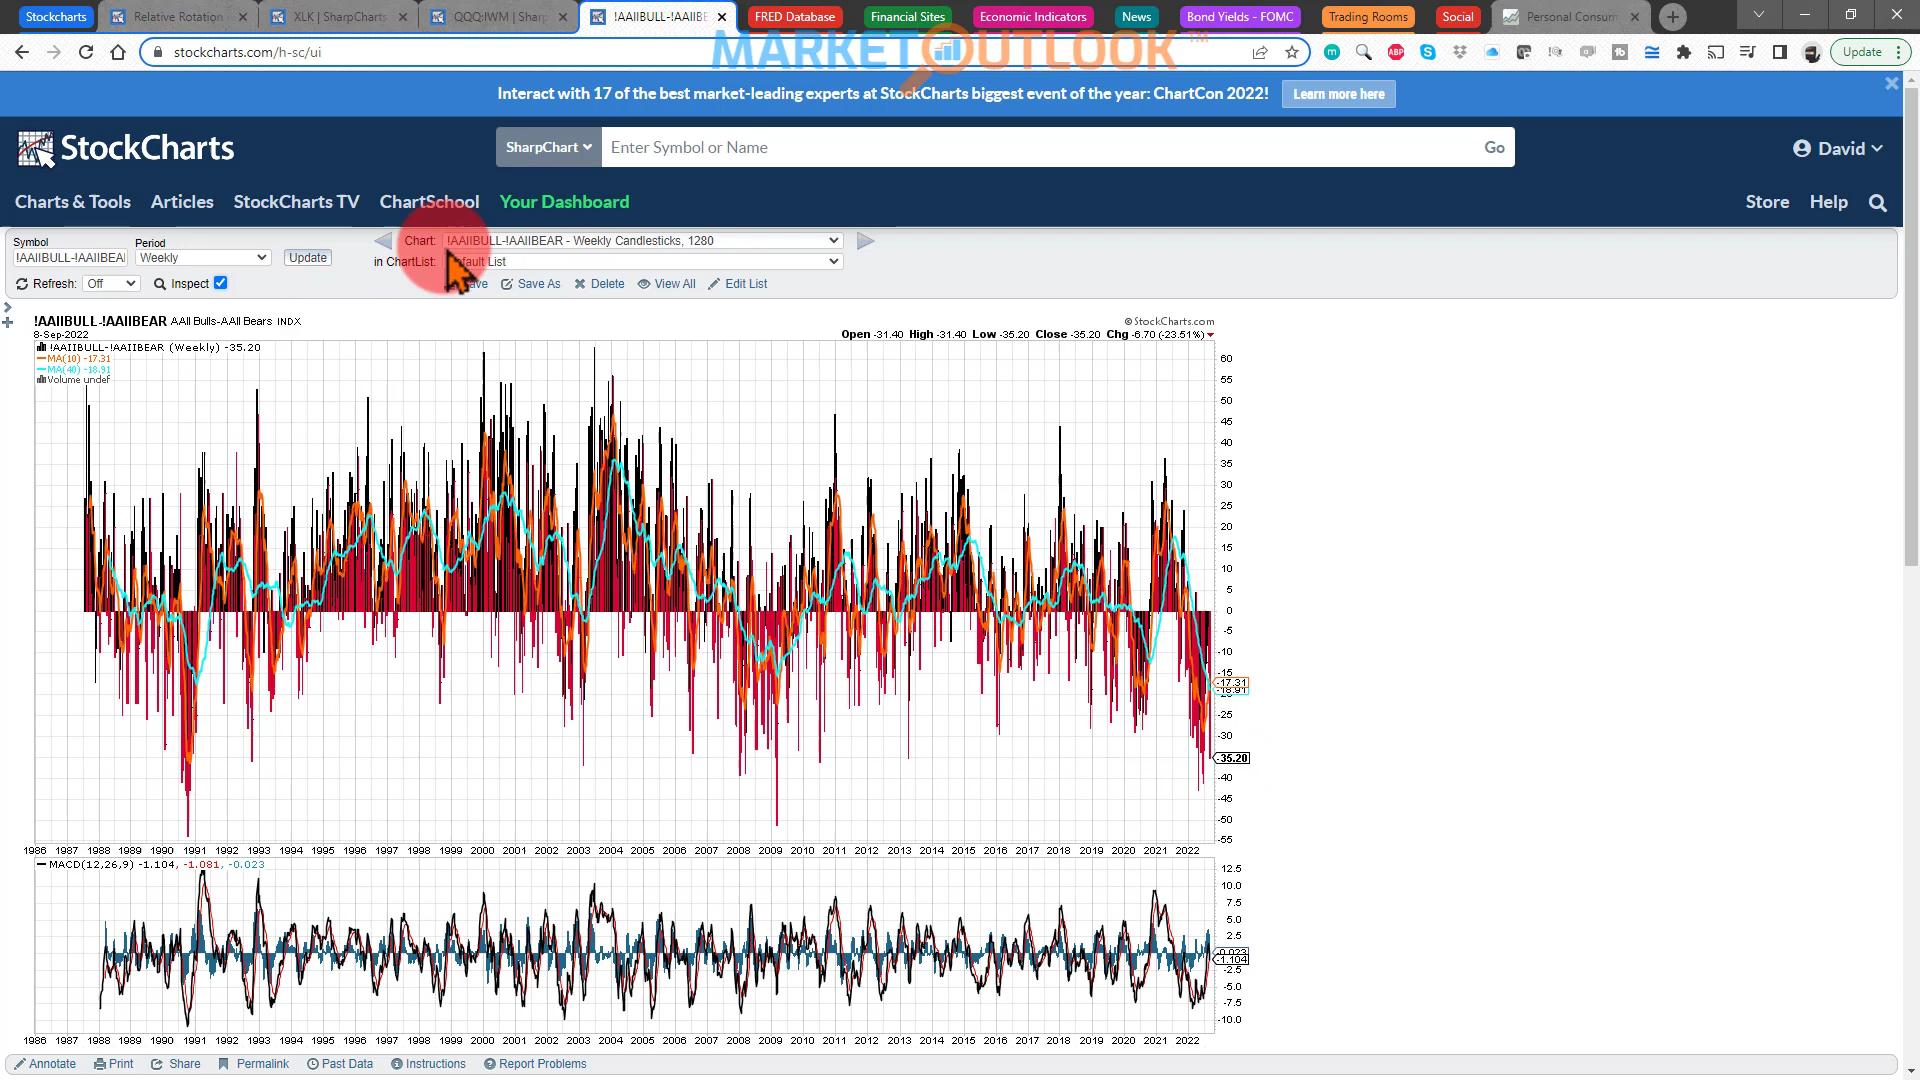 Stockcharts Relative Rotation XLK | SharpCharts QQQ:IWM | Sharp !AAIIBULL-!AAIIBE FRED Database Financial Sites Economic Indicators News Bond Yields - FOMC Trading Rooms Social Personal Consum
stockcharts.com/h-sc/ui
Update
MARKET OUTLOOK™
Interact with 17 of the best market-leading experts at StockCharts biggest event of the year: ChartCon 2022! Learn more here
StockCharts SharpChart Enter Symbol or Name Go David
Charts & Tools Articles StockCharts TV ChartSchool Your Dashboard Store Help
Symbol Period Chart: !AAIIBULL-!AAIIBEAR - Weekly Candlesticks, 1280
!AAIIBULL-!AAIIBEAI Weekly Update in ChartList: Default List
Refresh: Off Inspect Save As Delete View All Edit List
!AAIIBULL-!AAIIBEAR AAII Bulls-AAII Bears INDX © StockCharts.com
8-Sep-2022 Open -31.40 High -31.40 Low -35.20 Close -35.20 Chg -6.70 (-23.51%)
!AAIIBULL-!AAIIBEAR (Weekly) -35.20
MA(10) -17.31
MA(40) -18.91
Volume undef
60
55
50
45
40
35
30
25
20
15
10
5
0
-5
-10
-15
-17.31
-18.91
-25
-30
-35.20
-40
-45
-50
-55
1986 1987 1988 1989 1990 1991 1992 1993 1994 1995 1996 1997 1998 1999 2000 2001 2002 2003 2004 2005 2006 2007 2008 2009 2010 2011 2012 2013 2014 2015 2016 2017 2018 2019 2020 2021 2022
MACD(12,26,9) -1.104, -1.081, -0.023
12.5
10.0
7.5
5.0
2.5
-0.023
-1.104
-2.5
-5.0
-7.5
-10.0
1986 1987 1988 1989 1990 1991 1992 1993 1994 1995 1996 1997 1998 1999 2000 2001 2002 2003 2004 2005 2006 2007 2008 2009 2010 2011 2012 2013 2014 2015 2016 2017 2018 2019 2020 2021 2022
Annotate Print Share Permalink Past Data Instructions Report Problems